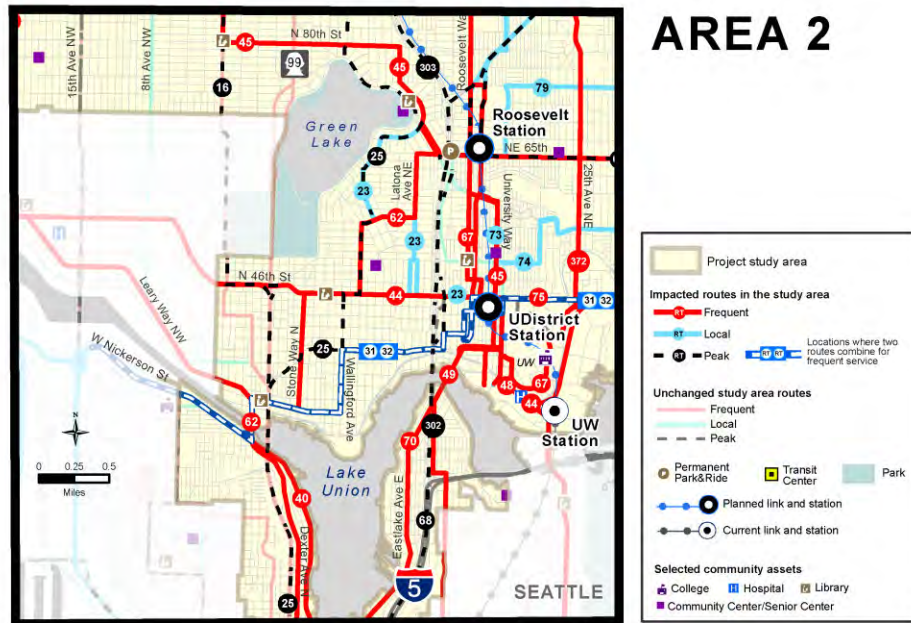 AREA 2
15th Ave NW
8th Ave NW
N 80th St
45
99
45
303
Roosevelt Wa
79
16
Roosevelt
Station
Green
Lake
P
NE 65th
25
Latona
Ave NE
23
62
University
Way
25th Ave NE
67
73
23
74
372
Leary Way NW
N 46th St
44
23
45
75
31 32
UDistrict
Station
W Nickerson St
Stone Way N
25
31 32
Wallingford Ave
49
UW
48
67
44
62
302
UW
Station
N
0 0.25 0.5
Miles
Lake
Union
70
40
Dexter Ave N
Eastlake Ave E
68
5
25
SEATTLE
Project study area
Impacted routes in the study area
RT Frequent
RT Local
RT Peak
RT RT
Locations where two
routes combine for
frequent service
Unchanged study area routes
Frequent
Local
Peak
P Permanent
Park&Ride
T Transit
Center
Park
Planned link and station
Current link and station
Selected community assets
College H Hospital Library
Community Center/Senior Center